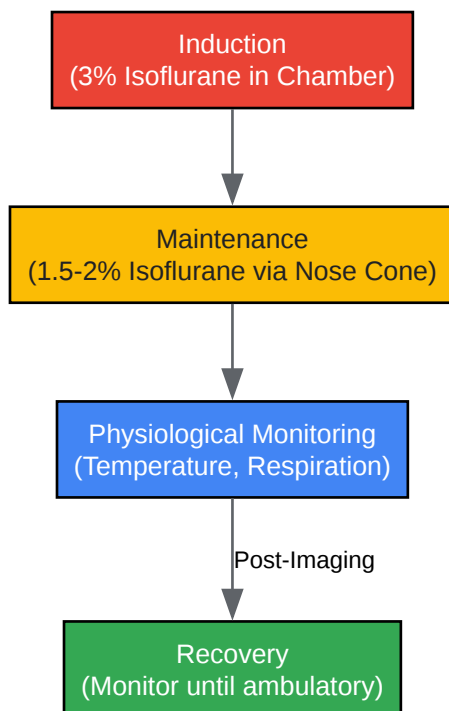 Induction
(3% Isoflurane in Chamber)
Maintenance
(1.5-2% Isoflurane via Nose Cone)
Physiological Monitoring
(Temperature, Respiration)
Post-Imaging
Recovery
(Monitor until ambulatory)